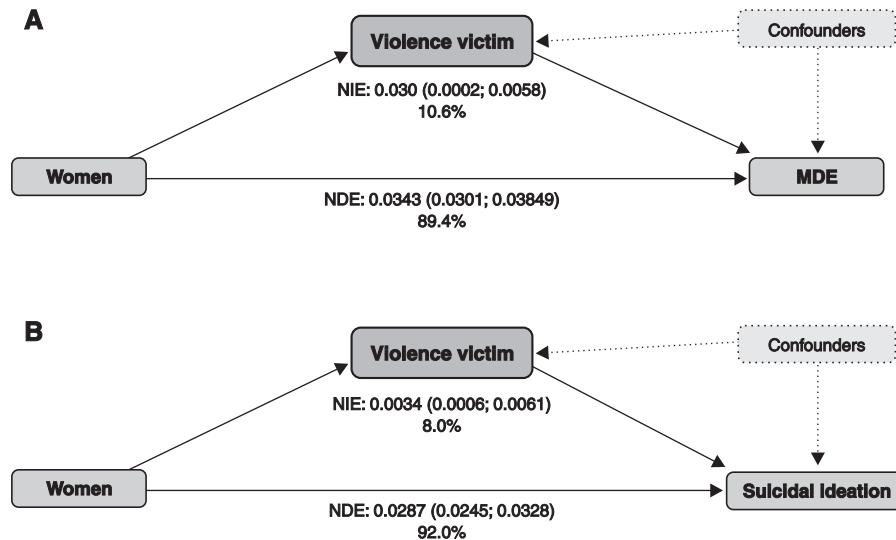 A
Violence victim
Confounders
NIE: 0.030 (0.0002; 0.0058)
10.6%
Women
MDE
NDE: 0.0343 (0.0301; 0.03849)
89.4%
B
Violence victim
Confounders
NIE: 0.0034 (0.0006; 0.0061)
8.0%
Women
Suicidal ideation
NDE: 0.0287 (0.0245; 0.0328)
92.0%